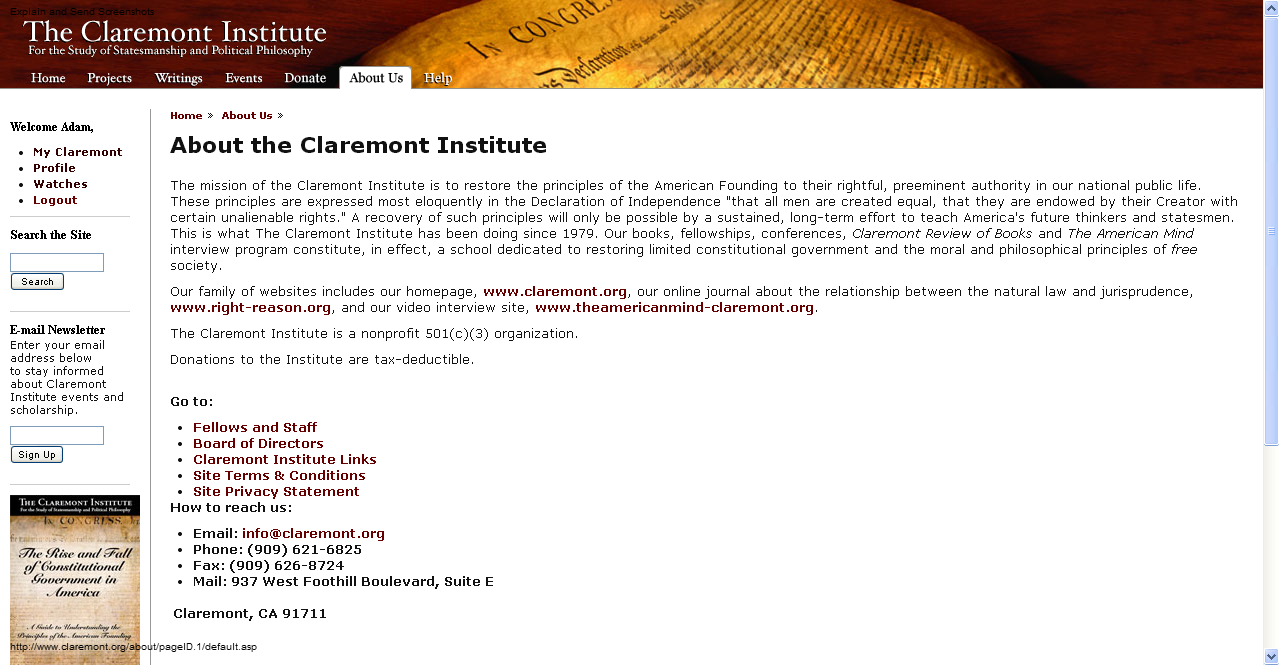 Explain and Send Screenshots
The Claremont Institute
For the Study of Statesmanship and Political Philosophy
IN CONGRESS
Declaration
States
Home Projects Writings Events Donate About Us Help
Welcome Adam,
My Claremont
Profile
Watches
Logout
Search the Site
Search
E-mail Newsletter
Enter your email
address below
to stay informed
about Claremont
Institute events and
scholarship.
Sign Up
THE CLAREMONT INSTITUTE
For the Study of Statesmanship and Political Philosophy
IN CONGRESS
The Rise and Fall
of Constitutional
Government in
America
A Guide to Understanding the
Principles of the American Founding
Home » About Us »
About the Claremont Institute
The mission of the Claremont Institute is to restore the principles of the American Founding to their rightful, preeminent authority in our national public life.
These principles are expressed most eloquently in the Declaration of Independence "that all men are created equal, that they are endowed by their Creator with
certain unalienable rights." A recovery of such principles will only be possible by a sustained, long-term effort to teach America's future thinkers and statesmen.
This is what The Claremont Institute has been doing since 1979. Our books, fellowships, conferences, Claremont Review of Books and The American Mind
interview program constitute, in effect, a school dedicated to restoring limited constitutional government and the moral and philosophical principles of free
society.
Our family of websites includes our homepage, www.claremont.org, our online journal about the relationship between the natural law and jurisprudence,
www.right-reason.org, and our video interview site, www.theamericanmind-claremont.org.
The Claremont Institute is a nonprofit 501(c)(3) organization.
Donations to the Institute are tax-deductible.
Go to:
Fellows and Staff
Board of Directors
Claremont Institute Links
Site Terms & Conditions
Site Privacy Statement
How to reach us:
Email: info@claremont.org
Phone: (909) 621-6825
Fax: (909) 626-8724
Mail: 937 West Foothill Boulevard, Suite E
Claremont, CA 91711
http://www.claremont.org/about/pageID.1/default.asp